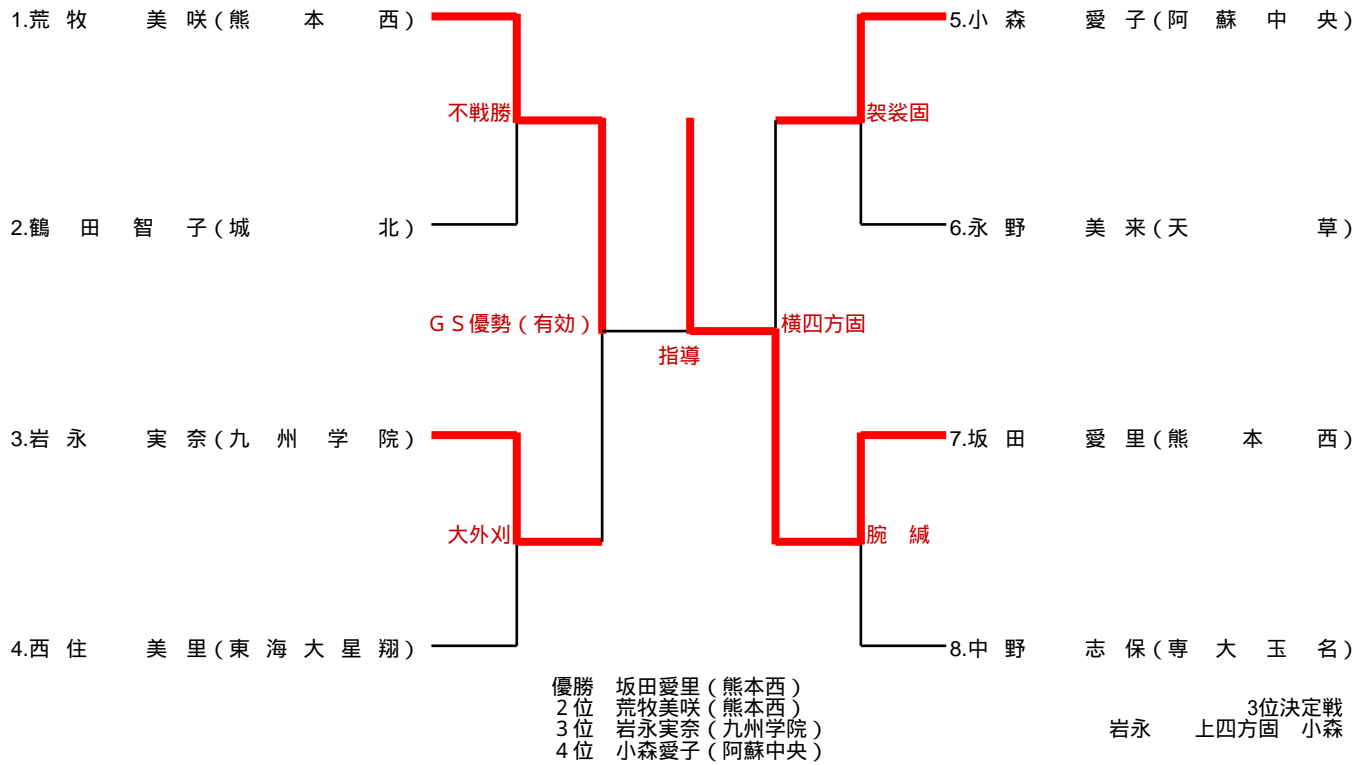 1.荒牧 美咲(熊本西)
5.小森 愛子(阿蘇中央)
不戦勝
袈裟固
2.鶴田智子(城北)
6.永野 美来(天草)
GS優勢(有効)
横四方固
指導
3.岩永 実奈(九州学院)
7.坂田 愛里(熊本西)
大外刈
腕緘
4.西住 美里(東海大星翔)
8.中野 志保(専大玉名)
優勝 坂田愛里(熊本西)
2位 荒牧美咲(熊本西)
3位 岩永実奈(九州学院)
4位 小森愛子(阿蘇中央)
3位決定戦
岩永 上四方固 小森